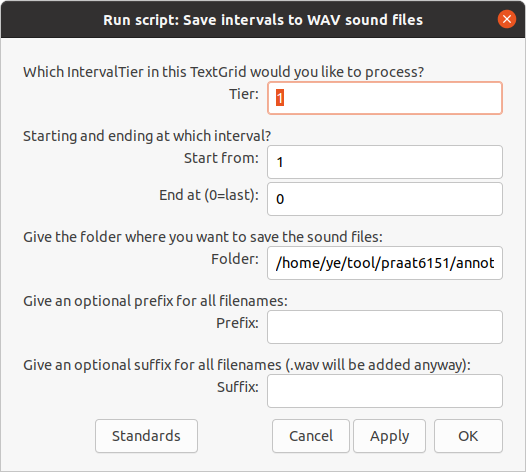 Run script: Save intervals to WAV sound files
Which IntervalTier in this TextGrid would you like to process?
Tier: 1
Starting and ending at which interval?
Start from: 1
End at (0=last): 0
Give the folder where you want to save the sound files:
Folder: /home/ye/tool/praat6151/annot
Give an optional prefix for all filenames:
Prefix:
Give an optional suffix for all filenames (.wav will be added anyway):
Suffix:
Standards Cancel Apply OK